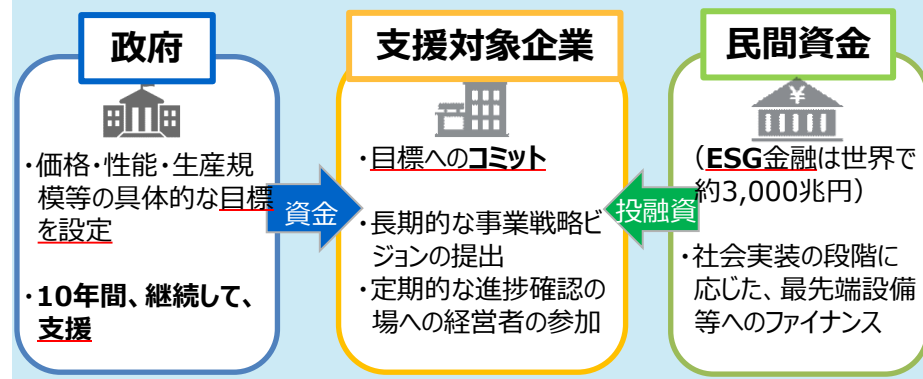 政府
・価格・性能・生産規
模等の具体的な目標
を設定
・10年間、継続して、
支援
資金
支援対象企業
・目標へのコミット
・長期的な事業戦略ビ
ジョンの提出
・定期的な進捗確認の
場への経営者の参加
投融資
民間資金
¥
（ESG金融は世界で
約3,000兆円）
・社会実装の段階に
応じた、最先端設備
等へのファイナンス